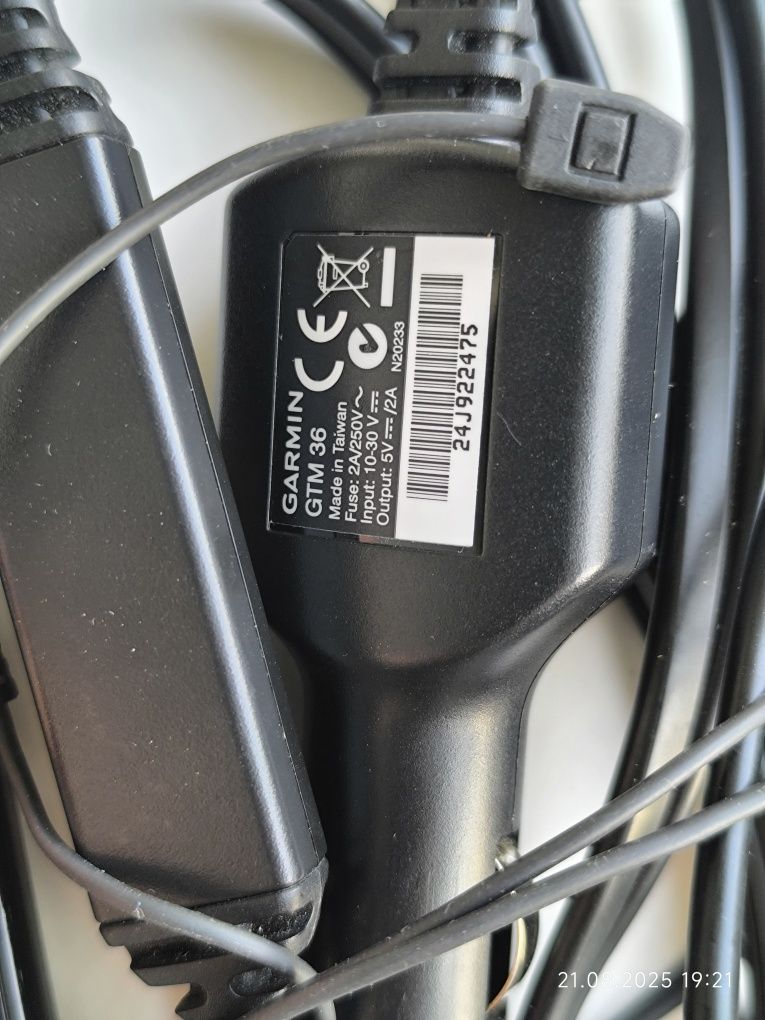 GARMIN
GTM 36
Made in Taiwan
Fuse: 2A/250V～
Input: 10-30 V⎓
Output: 5V⎓/2A
CE
N20233
24J922475
21.09.2025 19:21